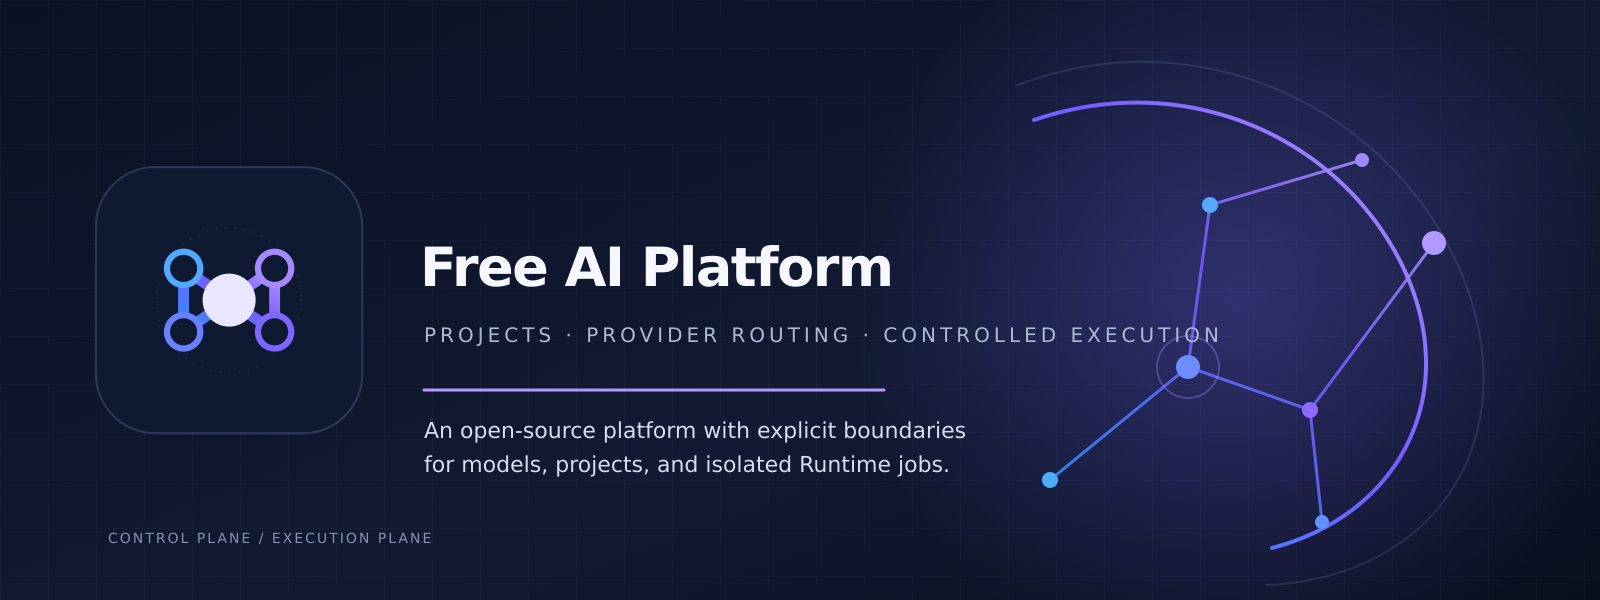 Free AI Platform
PROJECTS · PROVIDER ROUTING · CONTROLLED EXECUTION
An open-source platform with explicit boundaries
for models, projects, and isolated Runtime jobs.
CONTROL PLANE / EXECUTION PLANE